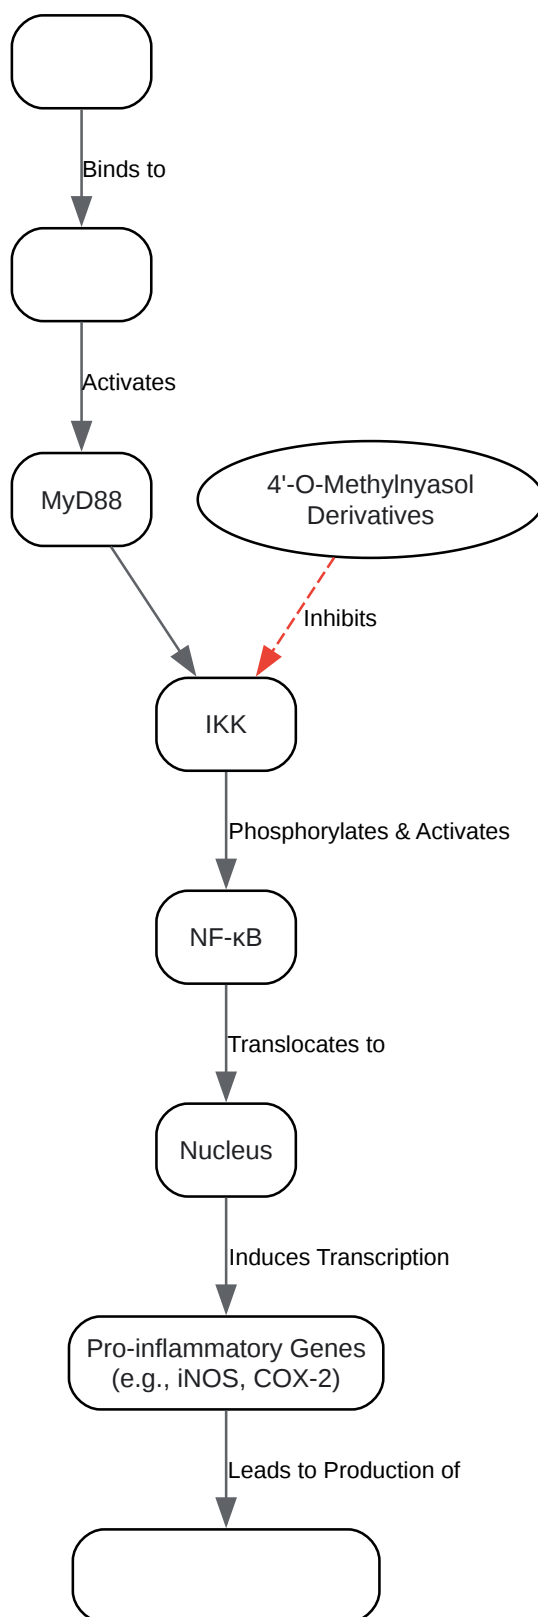 Binds to
Activates
MyD88
4'-O-Methylnyasol
Derivatives
Inhibits
IKK
Phosphorylates & Activates
NF-κB
Translocates to
Nucleus
Induces Transcription
Pro-inflammatory Genes
(e.g., iNOS, COX-2)
Leads to Production of